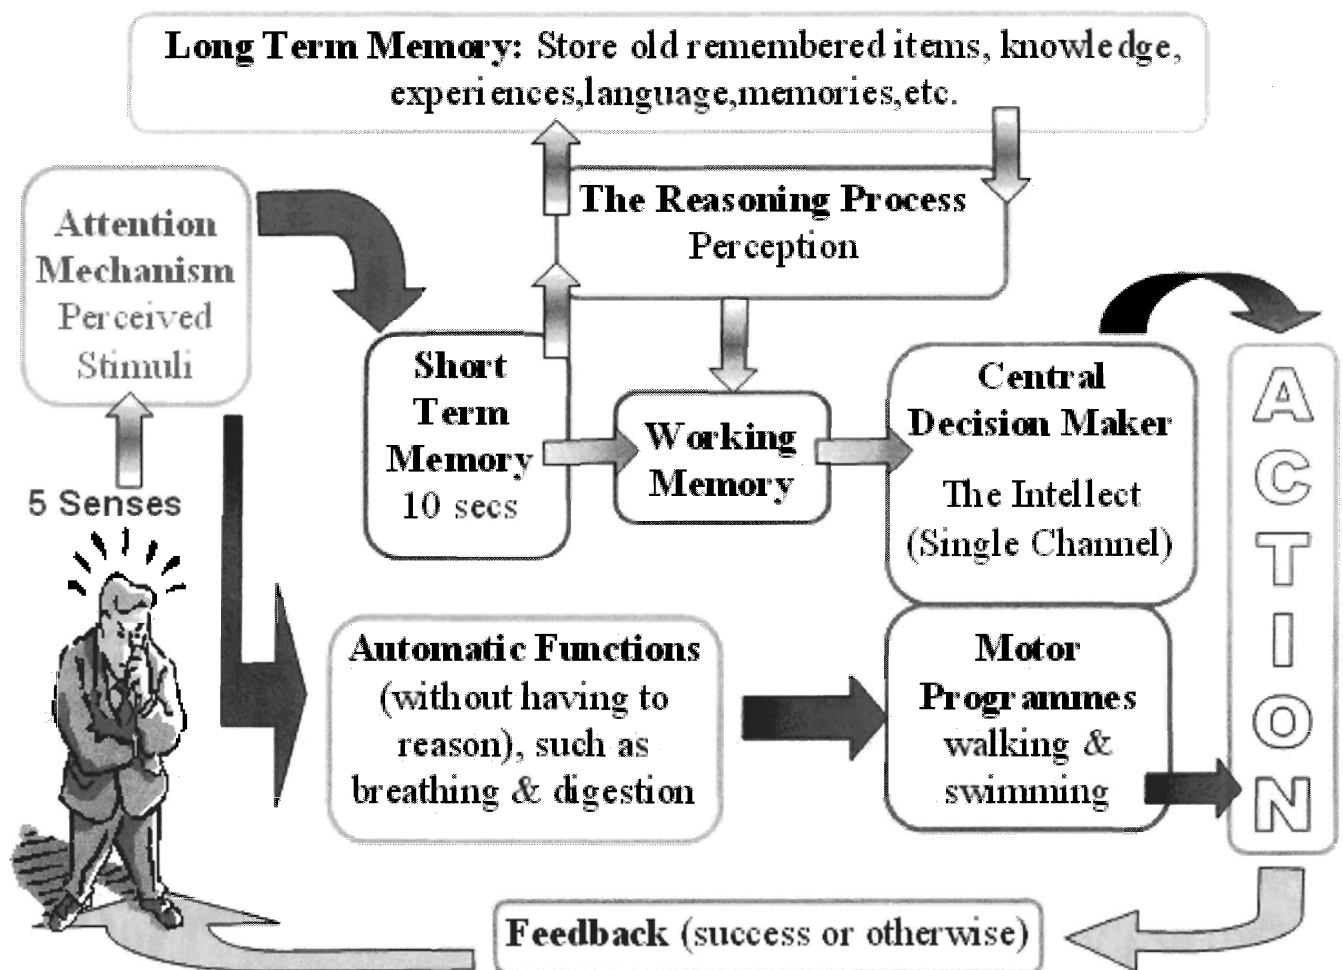 Long Term Memory: Store old remembered items, knowledge,
experiences,language,memories,etc.
The Reasoning Process
Perception
Attention
Mechanism
Perceived
Stimuli
5 Senses
Short
Term
Memory
10 secs
Working
Memory
Central
Decision Maker
The Intellect
(Single Channel)
ACTION
Automatic Functions
(without having to
reason), such as
breathing & digestion
Motor
Programmes
walking &
swimming
Feedback (success or otherwise)